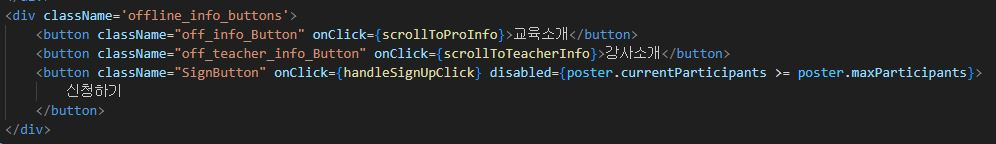 <div className='offline_info_buttons'>
<button className="off_info_Button" onClick={scrollToProInfo}>교육소개</button>
<button className="off_teacher_info_Button" onClick={scrollToTeacherInfo}>강사소개</button>
<button className="SignButton" onClick={handleSignUpClick} disabled={poster.currentParticipants >= poster.maxParticipants}>
신청하기
</button>
</div>